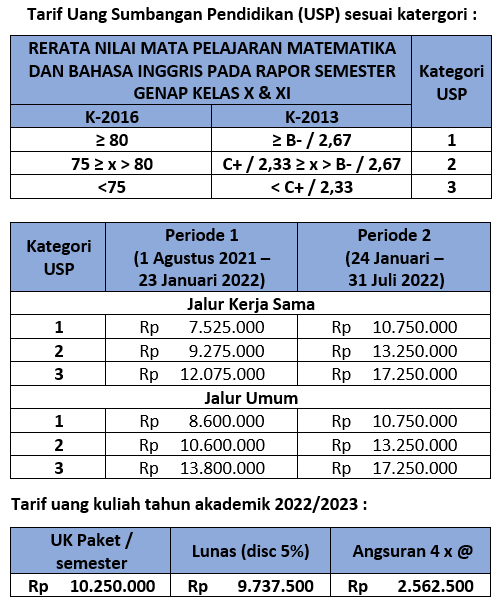 Tarif Uang Sumbangan Pendidikan (USP) sesuai katergori :
RERATA NILAI MATA PELAJARAN MATEMATIKA
DAN BAHASA INGGRIS PADA RAPOR SEMESTER
GENAP KELAS X & XI
Kategori
USP
K-2016 K-2013
≥ 80 ≥ B- / 2,67 1
75 ≥ x > 80 C+ / 2,33 ≥ x > B- / 2,67 2
<75 < C+ / 2,33 3
Kategori
USP
Periode 1
(1 Agustus 2021 –
23 Januari 2022)
Periode 2
(24 Januari –
31 Juli 2022)
Jalur Kerja Sama
1 Rp 7.525.000 Rp 10.750.000
2 Rp 9.275.000 Rp 13.250.000
3 Rp 12.075.000 Rp 17.250.000
Jalur Umum
1 Rp 8.600.000 Rp 10.750.000
2 Rp 10.600.000 Rp 13.250.000
3 Rp 13.800.000 Rp 17.250.000
Tarif uang kuliah tahun akademik 2022/2023 :
UK Paket /
semester
Lunas (disc 5%)
Angsuran 4 x @
Rp 10.250.000 Rp 9.737.500 Rp 2.562.500